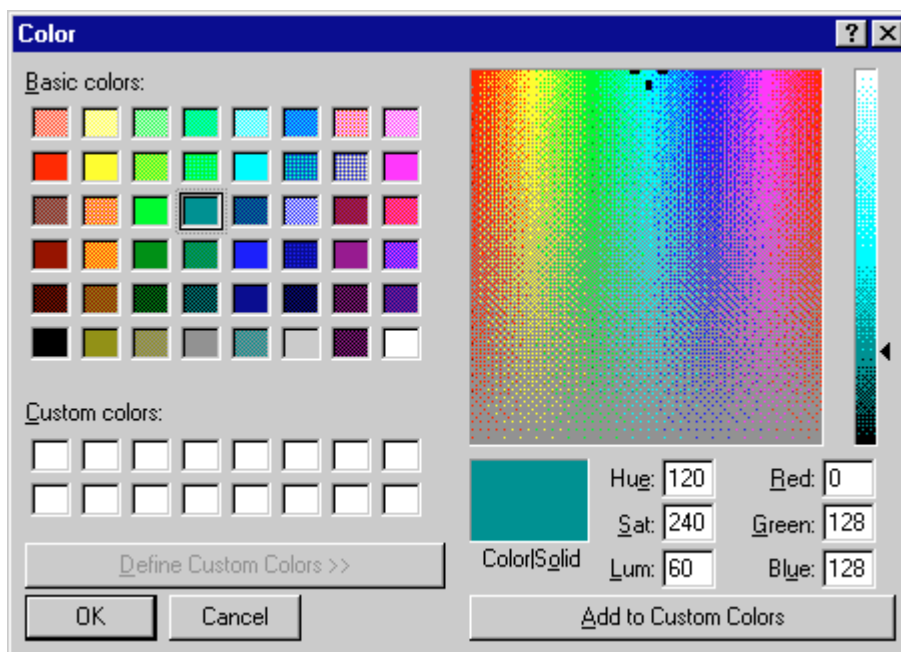 Color
Basic colors:
Custom colors:
Define Custom Colors >>
OK Cancel
Color|Solid
Hue: 120 Red: 0
Sat: 240 Green: 128
Lum: 60 Blue: 128
Add to Custom Colors